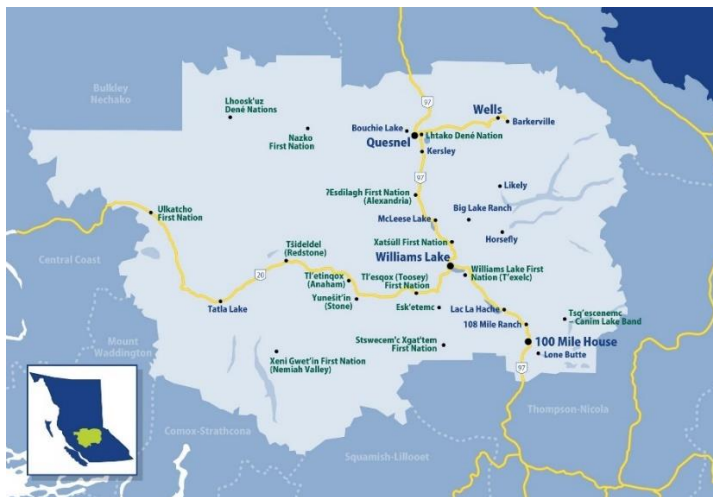 Bulkley
Nechako
Lhoosk'uz
Dené Nations
Nazko
First Nation
97
Wells
Barkerville
Bouchie Lake
Lhtako Dené Nation
Quesnel
Kersley
97
?Esdilagh First Nation
(Alexandria)
Likely
Ulkatcho
First Nation
McLeese Lake
Big Lake Ranch
Horsefly
Xatśūll First Nation
Central Coast
Tŝideldel
(Redstone)
Williams Lake
20
Tl'etinqox
(Anaham)
Tl'esqox (Toosey)
First Nation
Williams Lake First
Nation (T'exelc)
Yunešit'in
(Stone)
Tatla Lake
Esk'etemc
Lac La Hache
Tsq'escenemc
– Canim Lake Band
108 Mile Ranch
Mount
Waddington
Stswecem'c Xgat'tem
First Nation
100 Mile House
Xeni Gwet'in First Nation
(Nemiah Valley)
Lone Butte
97
Thompson-Nicola
Comox-Strathcona
Squamish-Lillooet